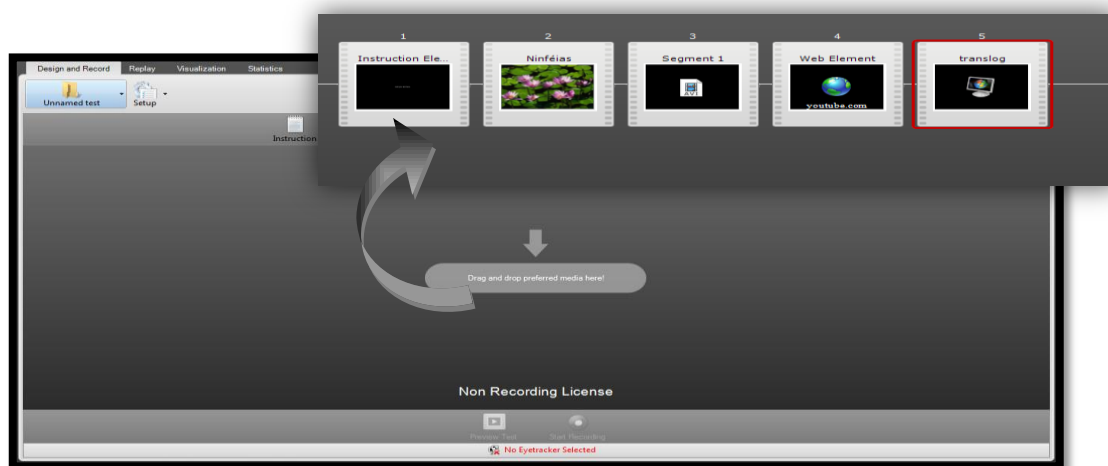 1 2 3 4 5
Instruction Ele... Ninféias Segment 1 Web Element translog
AVI youtube.com
Design and Record Replay Visualization Statistics
Unnamed test Setup
Instruction
Drag and drop preferred media here!
Non Recording License
Preview Test Start Recording
No Eyetracker Selected